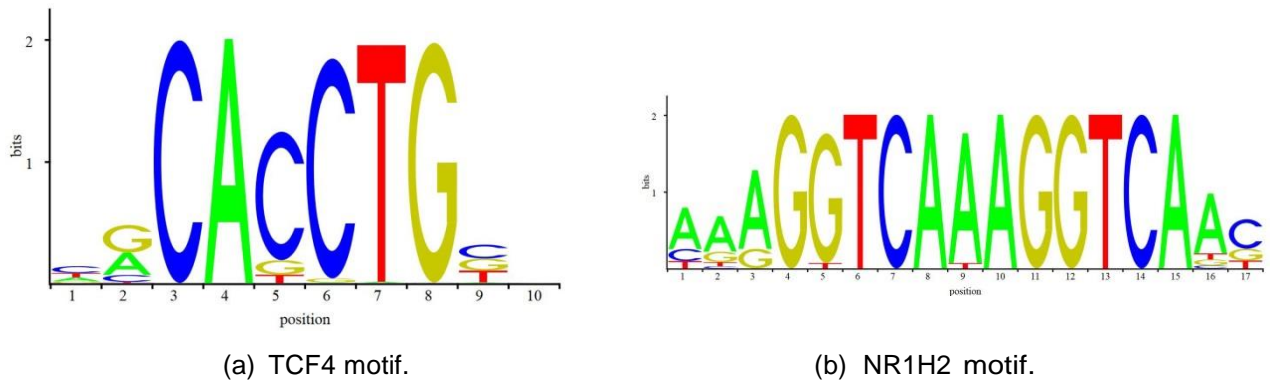 2
bits
1
C A C C T G
1 2 3 4 5 6 7 8 9 10
position
(a) TCF4 motif.
2
bits
1
A A A G G T C A A A G G T C A A C
1 2 3 4 5 6 7 8 9 10 11 12 13 14 15 16 17
position
(b) NR1H2 motif.